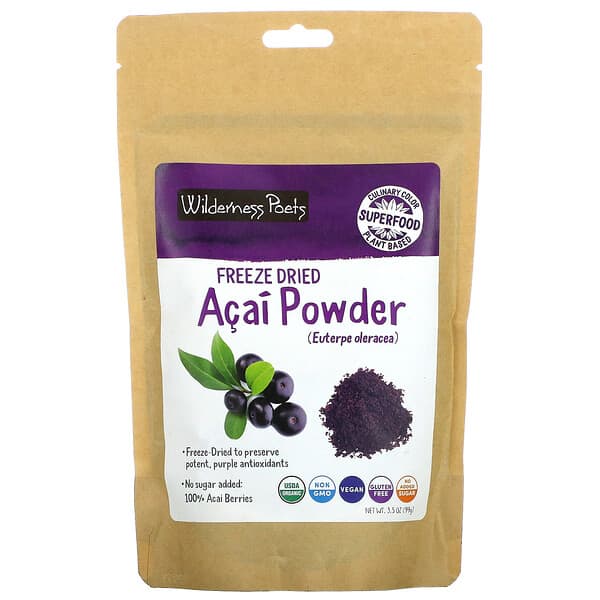 Wilderness Poets
CULINARY COLOR
SUPERFOOD
PLANT BASED
FREEZE DRIED
Açaí Powder
(Euterpe oleracea)
•Freeze-Dried to preserve
potent, purple antioxidants
•No sugar added:
100% Acai Berries
USDA
ORGANIC
NON
GMO
VEGAN
GLUTEN
FREE
NO
ADDED
SUGAR
NET WT. 3.5 OZ (99g)